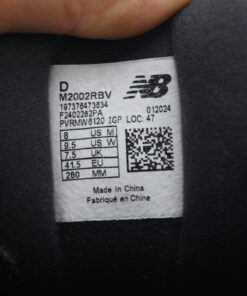 D
M2002RBV
197376473634
F2402262PA 012024
PVRMW6120 IGP LOC: 47
8 US M
9.5 US W
7.5 UK
41.5 EU
260 MM
Made in China
Fabriqué en Chine